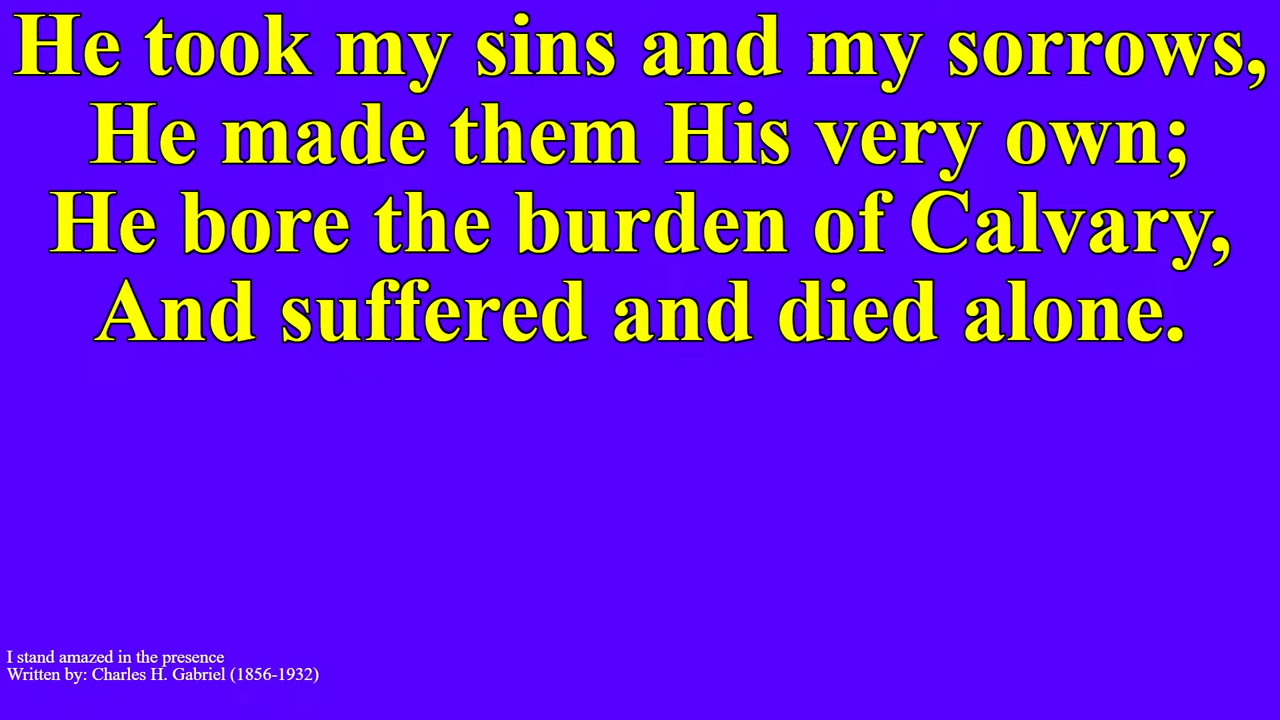 He took my sins and my sorrows,
He made them His very own;
He bore the burden of Calvary,
And suffered and died alone.
I stand amazed in the presence
Written by: Charles H. Gabriel (1856-1932)